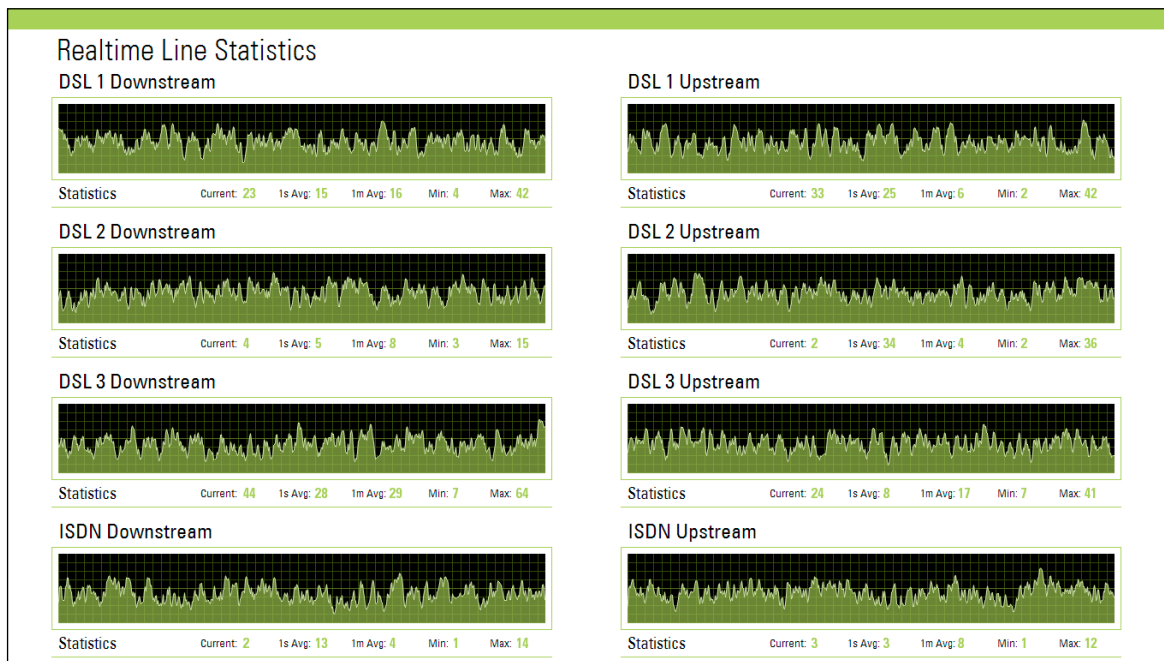 Realtime Line Statistics
DSL 1 Downstream
Statistics Current: 23 1s Avg: 15 1m Avg: 16 Min: 4 Max: 42
DSL 1 Upstream
Statistics Current: 33 1s Avg: 25 1m Avg: 6 Min: 2 Max: 42
DSL 2 Downstream
Statistics Current: 4 1s Avg: 5 1m Avg: 8 Min: 3 Max: 15
DSL 2 Upstream
Statistics Current: 2 1s Avg: 34 1m Avg: 4 Min: 2 Max: 36
DSL 3 Downstream
Statistics Current: 44 1s Avg: 28 1m Avg: 29 Min: 7 Max: 64
DSL 3 Upstream
Statistics Current: 24 1s Avg: 8 1m Avg: 17 Min: 7 Max: 41
ISDN Downstream
Statistics Current: 2 1s Avg: 13 1m Avg: 4 Min: 1 Max: 14
ISDN Upstream
Statistics Current: 3 1s Avg: 3 1m Avg: 8 Min: 1 Max: 12